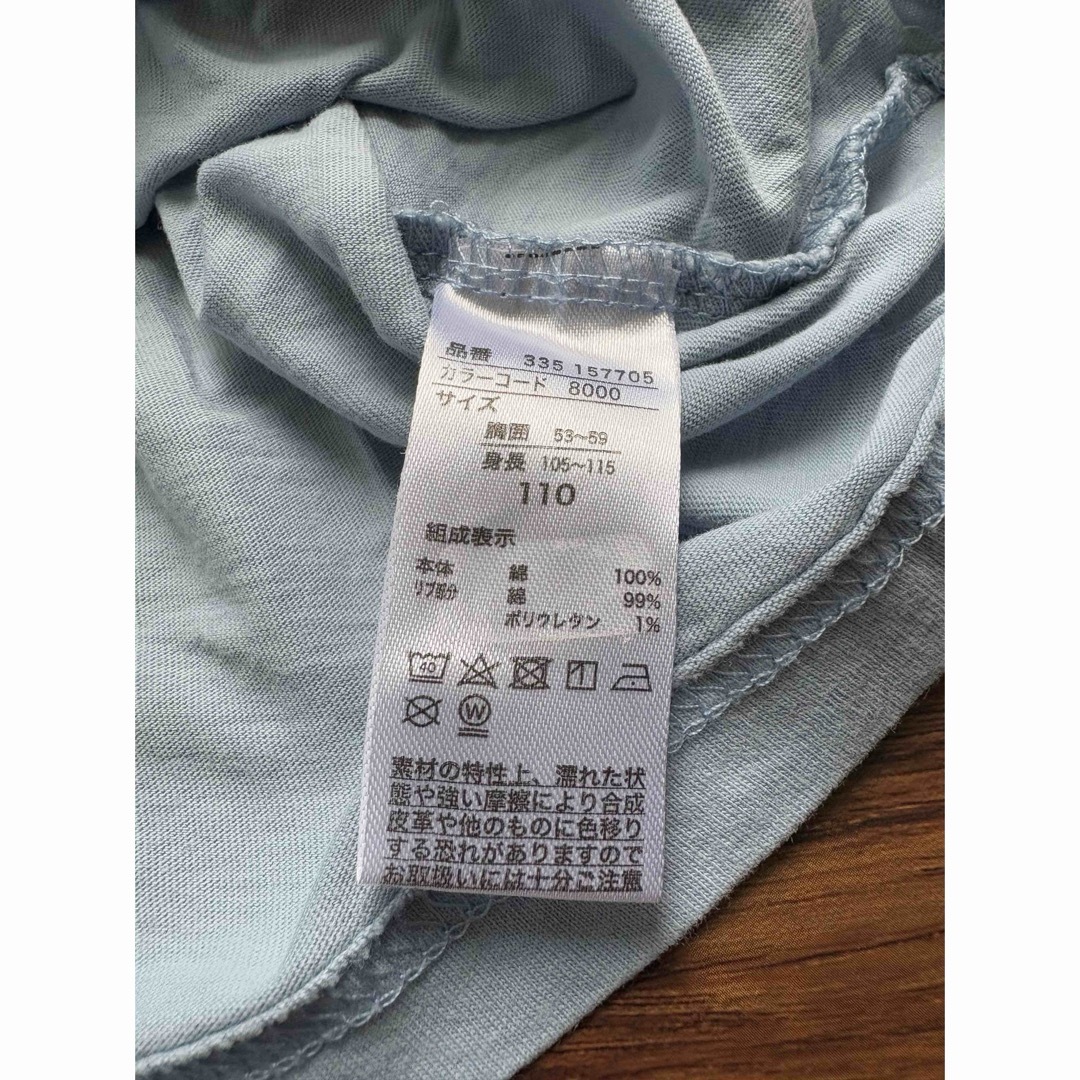 品番 335 157705
カラーコード 8000
サイズ
胸囲 53~59
身長 105~115
110
組成表示
本体 綿 100%
リブ部分 綿 99%
ポリウレタン 1%
40
W
素材の特性上、濡れた状
態や強い摩擦により合成
皮革や他のものに色移り
する恐れがありますので
お取扱いには十分ご注意